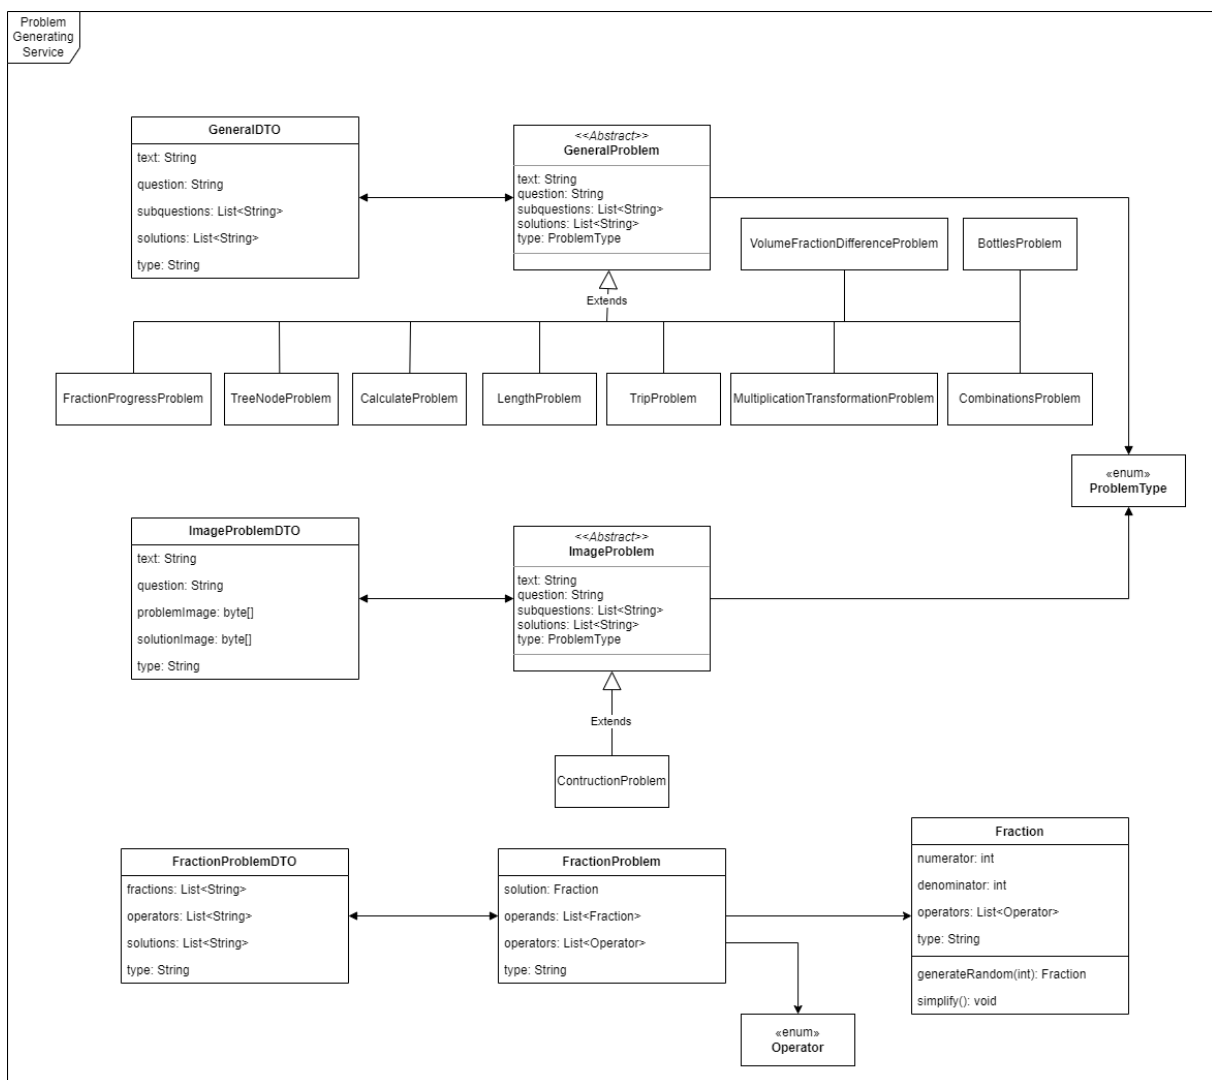 Problem
Generating
Service
GeneralDTO
text: String
question: String
subquestions: List<String>
solutions: List<String>
type: String
<<Abstract>>
GeneralProblem
text: String
question: String
subquestions: List<String>
solutions: List<String>
type: ProblemType
Extends
VolumeFractionDifferenceProblem
BottlesProblem
FractionProgressProblem
TreeNodeProblem
CalculateProblem
LengthProblem
TripProblem
MultiplicationTransformationProblem
CombinationsProblem
«enum»
ProblemType
ImageProblemDTO
text: String
question: String
problemImage: byte[]
solutionImage: byte[]
type: String
<<Abstract>>
ImageProblem
text: String
question: String
subquestions: List<String>
solutions: List<String>
type: ProblemType
Extends
ContructionProblem
FractionProblemDTO
fractions: List<String>
operators: List<String>
solutions: List<String>
type: String
FractionProblem
solution: Fraction
operands: List<Fraction>
operators: List<Operator>
type: String
Fraction
numerator: int
denominator: int
operators: List<Operator>
type: String
generateRandom(int): Fraction
simplify(): void
«enum»
Operator